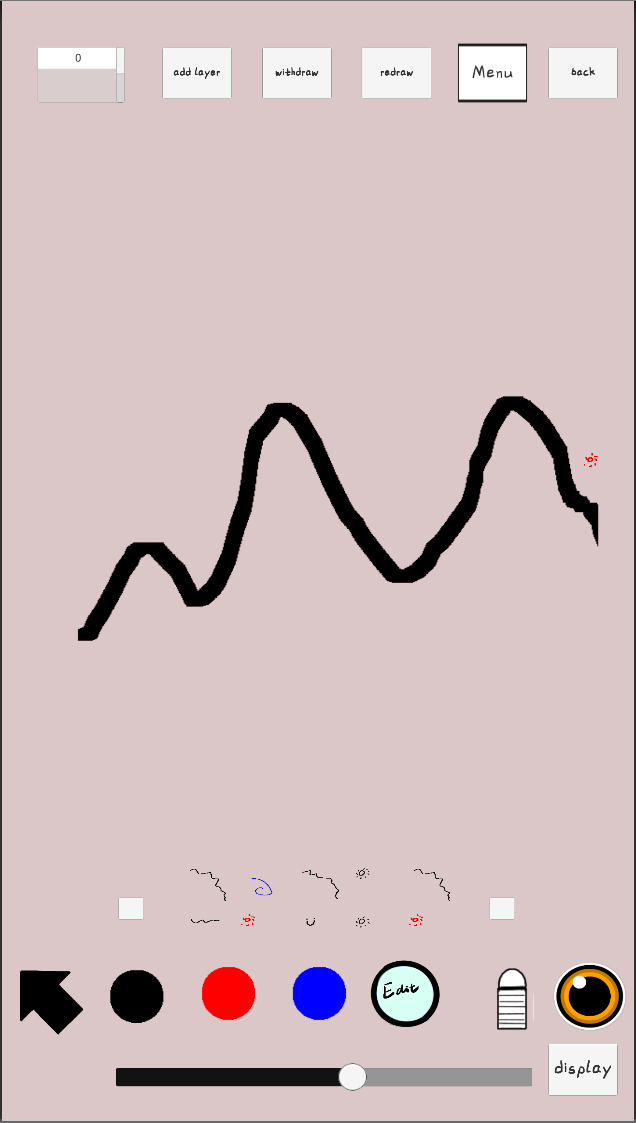 0
add layer
withdraw
redraw
Menu
back
Edit
display